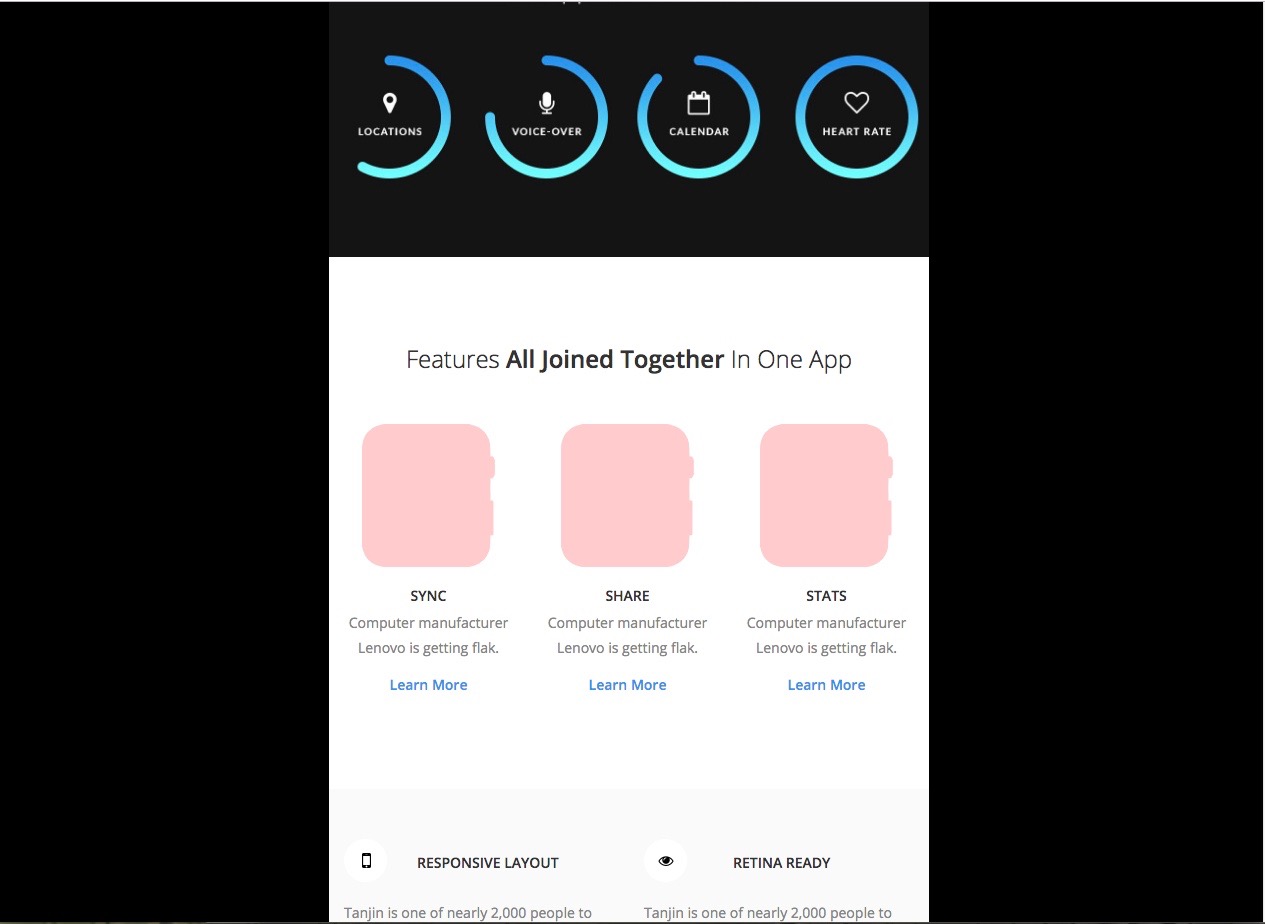 LOCATIONS
VOICE-OVER
CALENDAR
HEART RATE
Features All Joined Together In One App
SYNC
Computer manufacturer
Lenovo is getting flak.
Learn More
SHARE
Computer manufacturer
Lenovo is getting flak.
Learn More
STATS
Computer manufacturer
Lenovo is getting flak.
Learn More
RESPONSIVE LAYOUT
Tanjin is one of nearly 2,000 people to
RETINA READY
Tanjin is one of nearly 2,000 people to